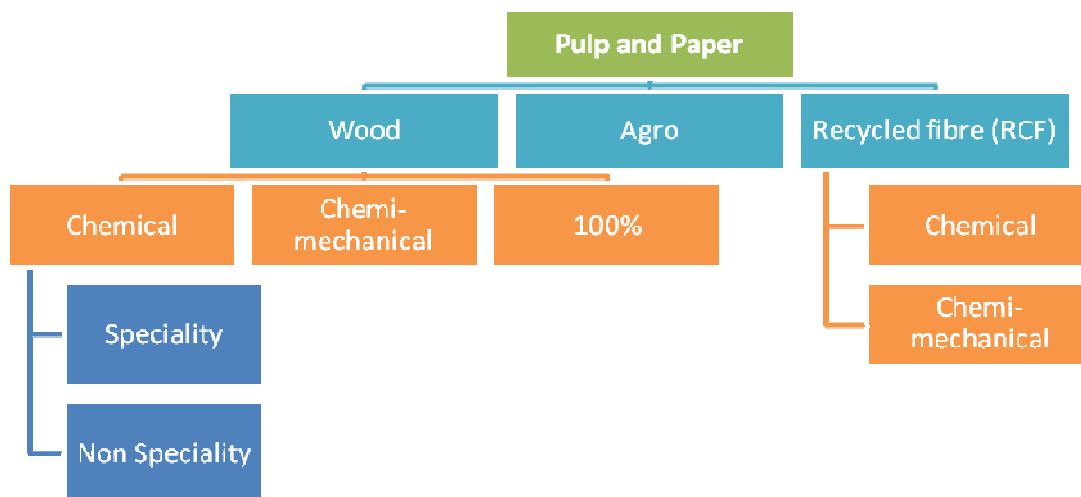 Pulp and Paper
Wood
Agro
Recycled fibre (RCF)
Chemical
Chemi-
mechanical
100%
Chemical
Chemi-
mechanical
Speciality
Non Speciality